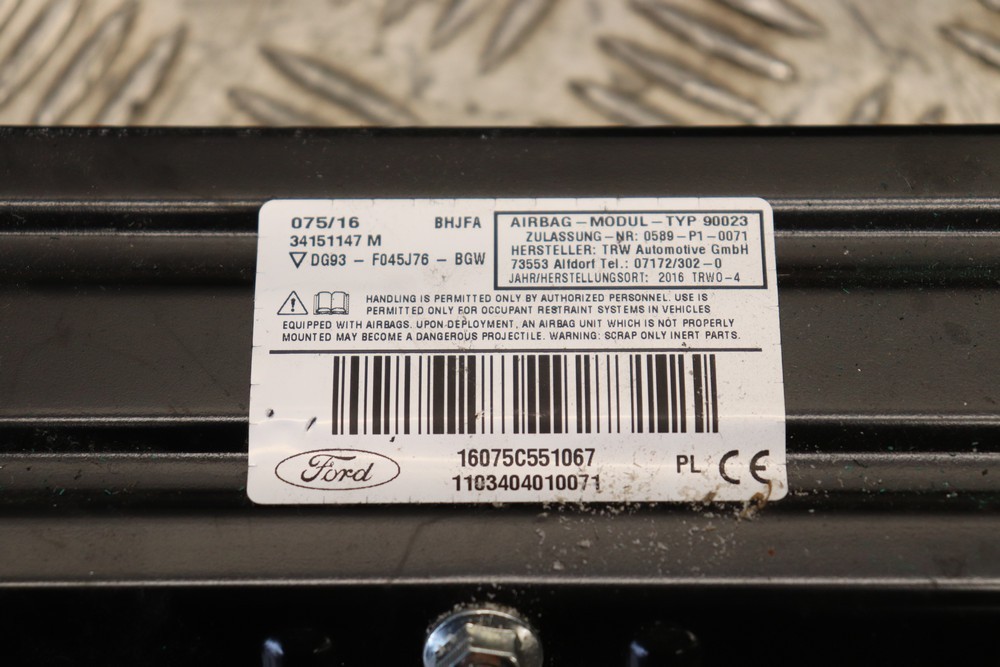 075/16 BHJFA
34151147 M
DG93 - F045J76 - BGW
AIRBAG-MODUL-TYP 90023
ZULASSUNG-NR: 0589-P1-0071
HERSTELLER: TRW Automotive GmbH
73553 Alfdorf Tel.: 07172/302-0
JAHR/HERSTELLUNGSORT: 2016 TRWO-4
HANDLING IS PERMITTED ONLY BY AUTHORIZED PERSONNEL. USE IS
PERMITTED ONLY FOR OCCUPANT RESTRAINT SYSTEMS IN VEHICLES
EQUIPPED WITH AIRBAGS. UPON DEPLOYMENT, AN AIRBAG UNIT WHICH IS NOT PROPERLY
MOUNTED MAY BECOME A DANGEROUS PROJECTILE. WARNING: SCRAP ONLY INERT PARTS.
Ford
16075C551067
1103404010071
PL CE